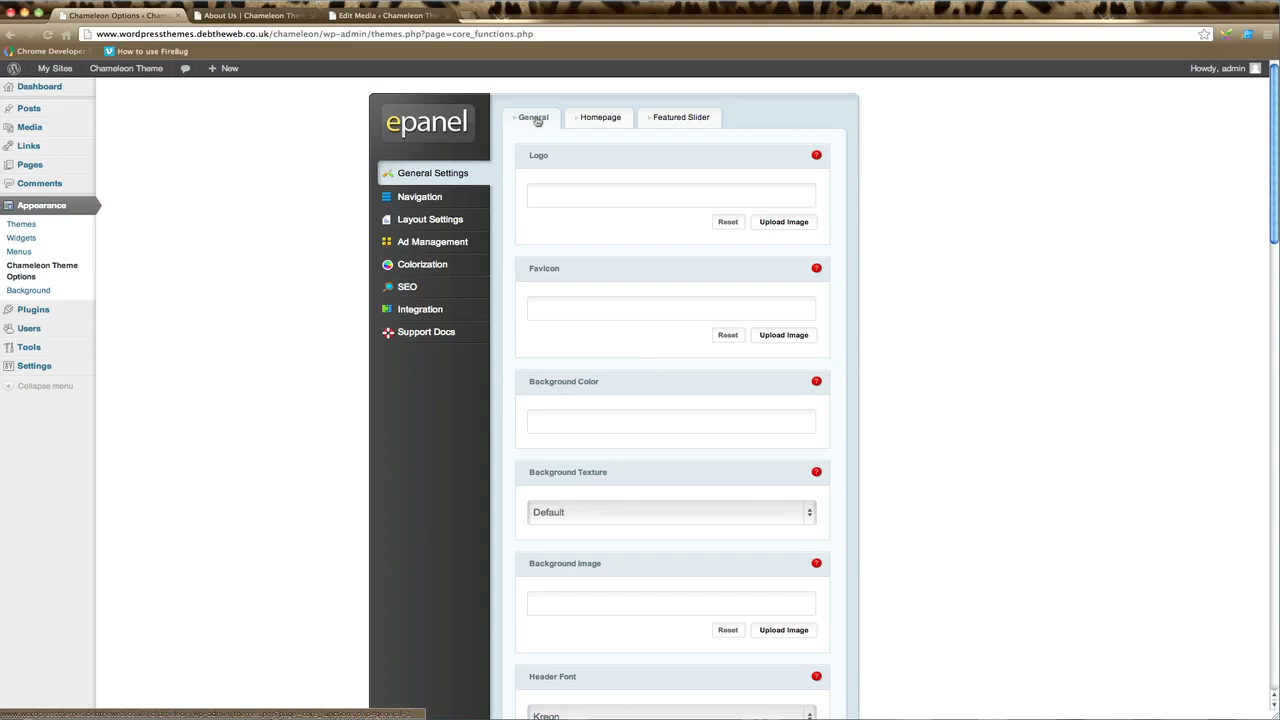 Chameleon Options ‹ Cham
About Us | Chameleon Them
Edit Media ‹ Chameleon The
www.wordpressthemes.debtheweb.co.uk/chameleon/wp-admin/themes.php?page=core_functions.php
Chrome Developer
How to use FireBug
My Sites
Chameleon Theme
+ New
Howdy, admin
Dashboard
Posts
Media
Links
Pages
Comments
Appearance
Themes
Widgets
Menus
Chameleon Theme
Options
Background
Plugins
Users
Tools
Settings
Collapse menu
epanel
General Settings
Navigation
Layout Settings
Ad Management
Colorization
SEO
Integration
Support Docs
General
Homepage
Featured Slider
Logo
?
Reset
Upload Image
Favicon
?
Reset
Upload Image
Background Color
?
Background Texture
?
Default
Background Image
?
Reset
Upload Image
Header Font
?
Kreon